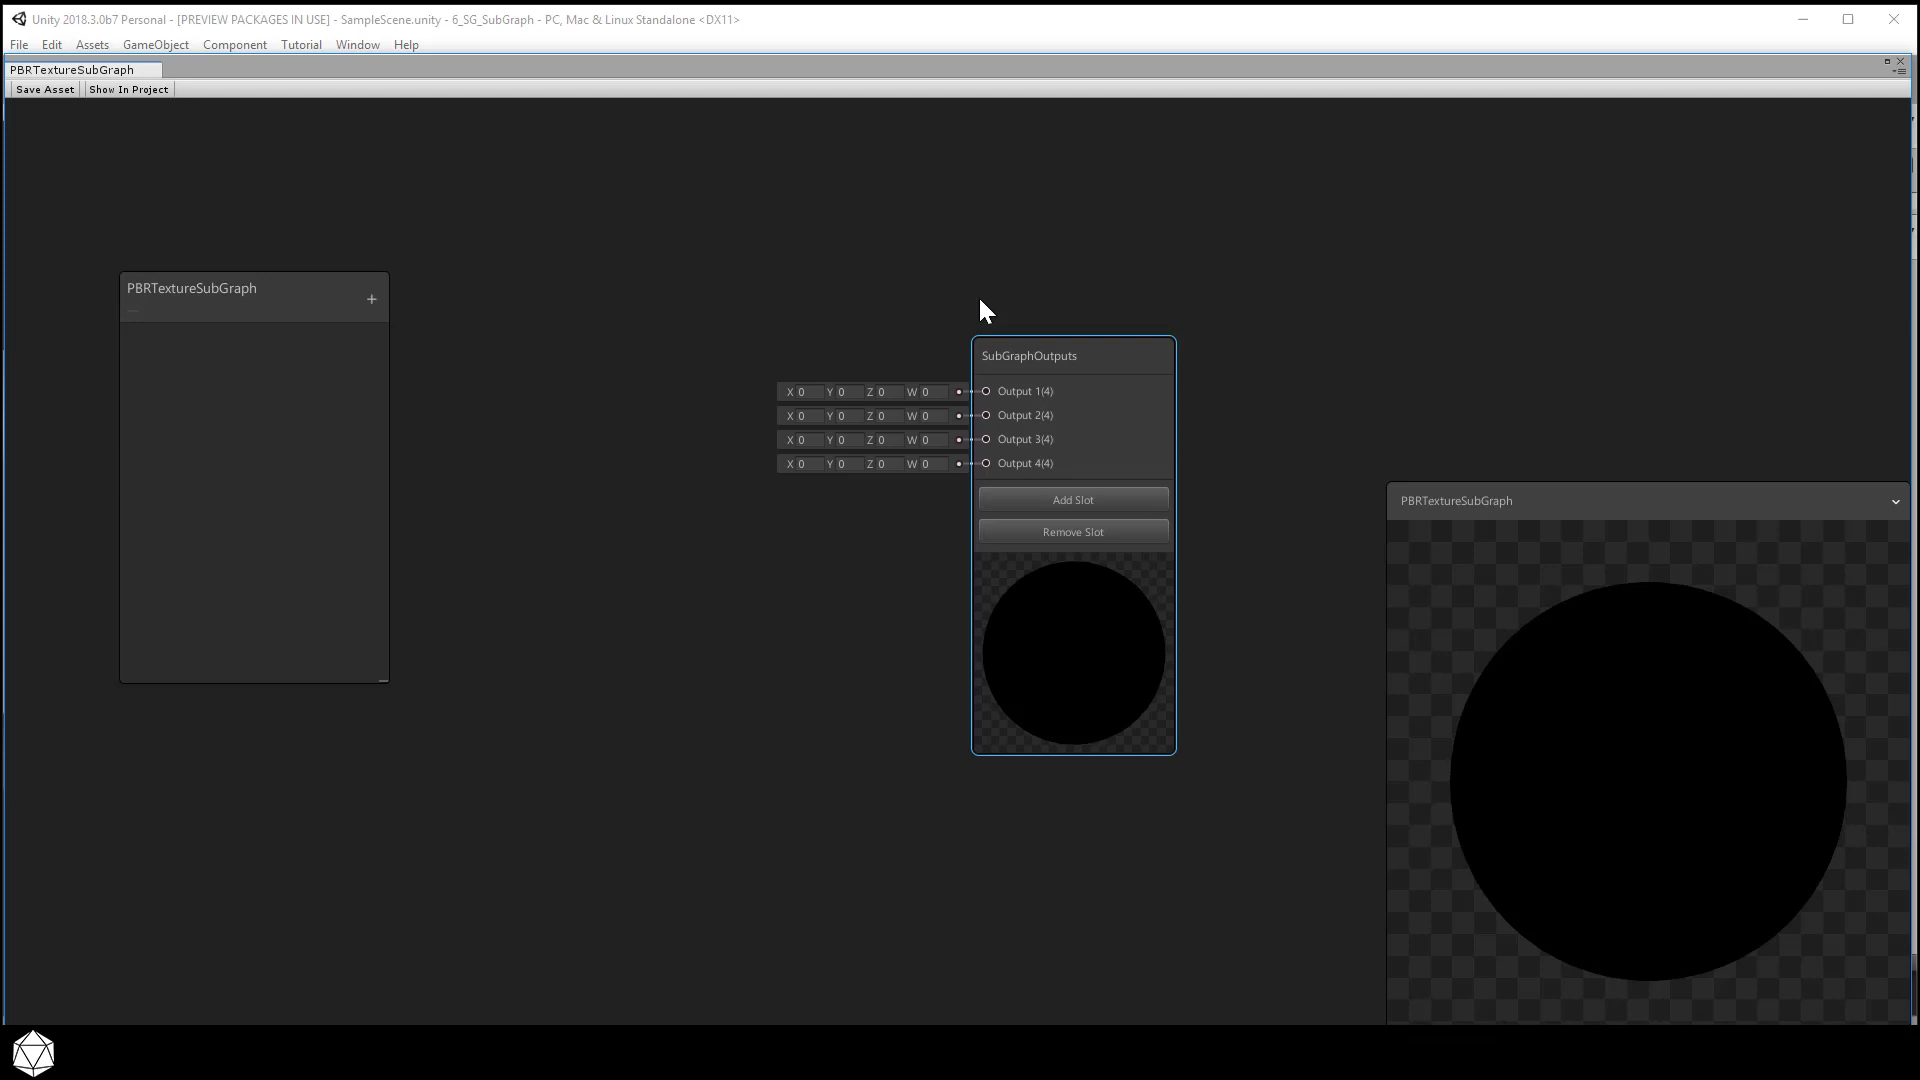 Unity 2018.3.0b7 Personal - [PREVIEW PACKAGES IN USE] - SampleScene.unity - 6_SG_SubGraph - PC, Mac & Linux Standalone <DX11>
File Edit Assets GameObject Component Tutorial Window Help
PBRTextureSubGraph
Save Asset Show In Project
PBRTextureSubGraph +
SubGraphOutputs
X 0 Y 0 Z 0 W 0 Output 1(4)
X 0 Y 0 Z 0 W 0 Output 2(4)
X 0 Y 0 Z 0 W 0 Output 3(4)
X 0 Y 0 Z 0 W 0 Output 4(4)
Add Slot
Remove Slot
PBRTextureSubGraph